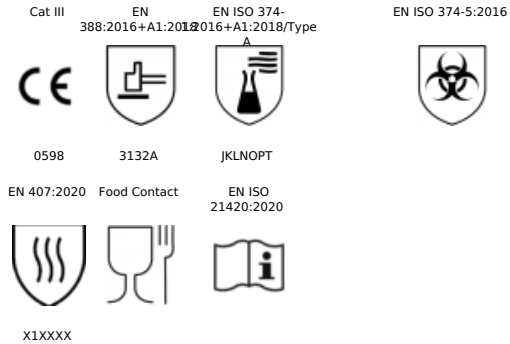 Cat III
EN
388:2016+A1:2018
EN ISO 374-
1:2016+A1:2018/Type
A
EN ISO 374-5:2016
CE
0598
3132A
JKLNOPT
EN 407:2020
Food Contact
EN ISO
21420:2020
i
X1XXXX